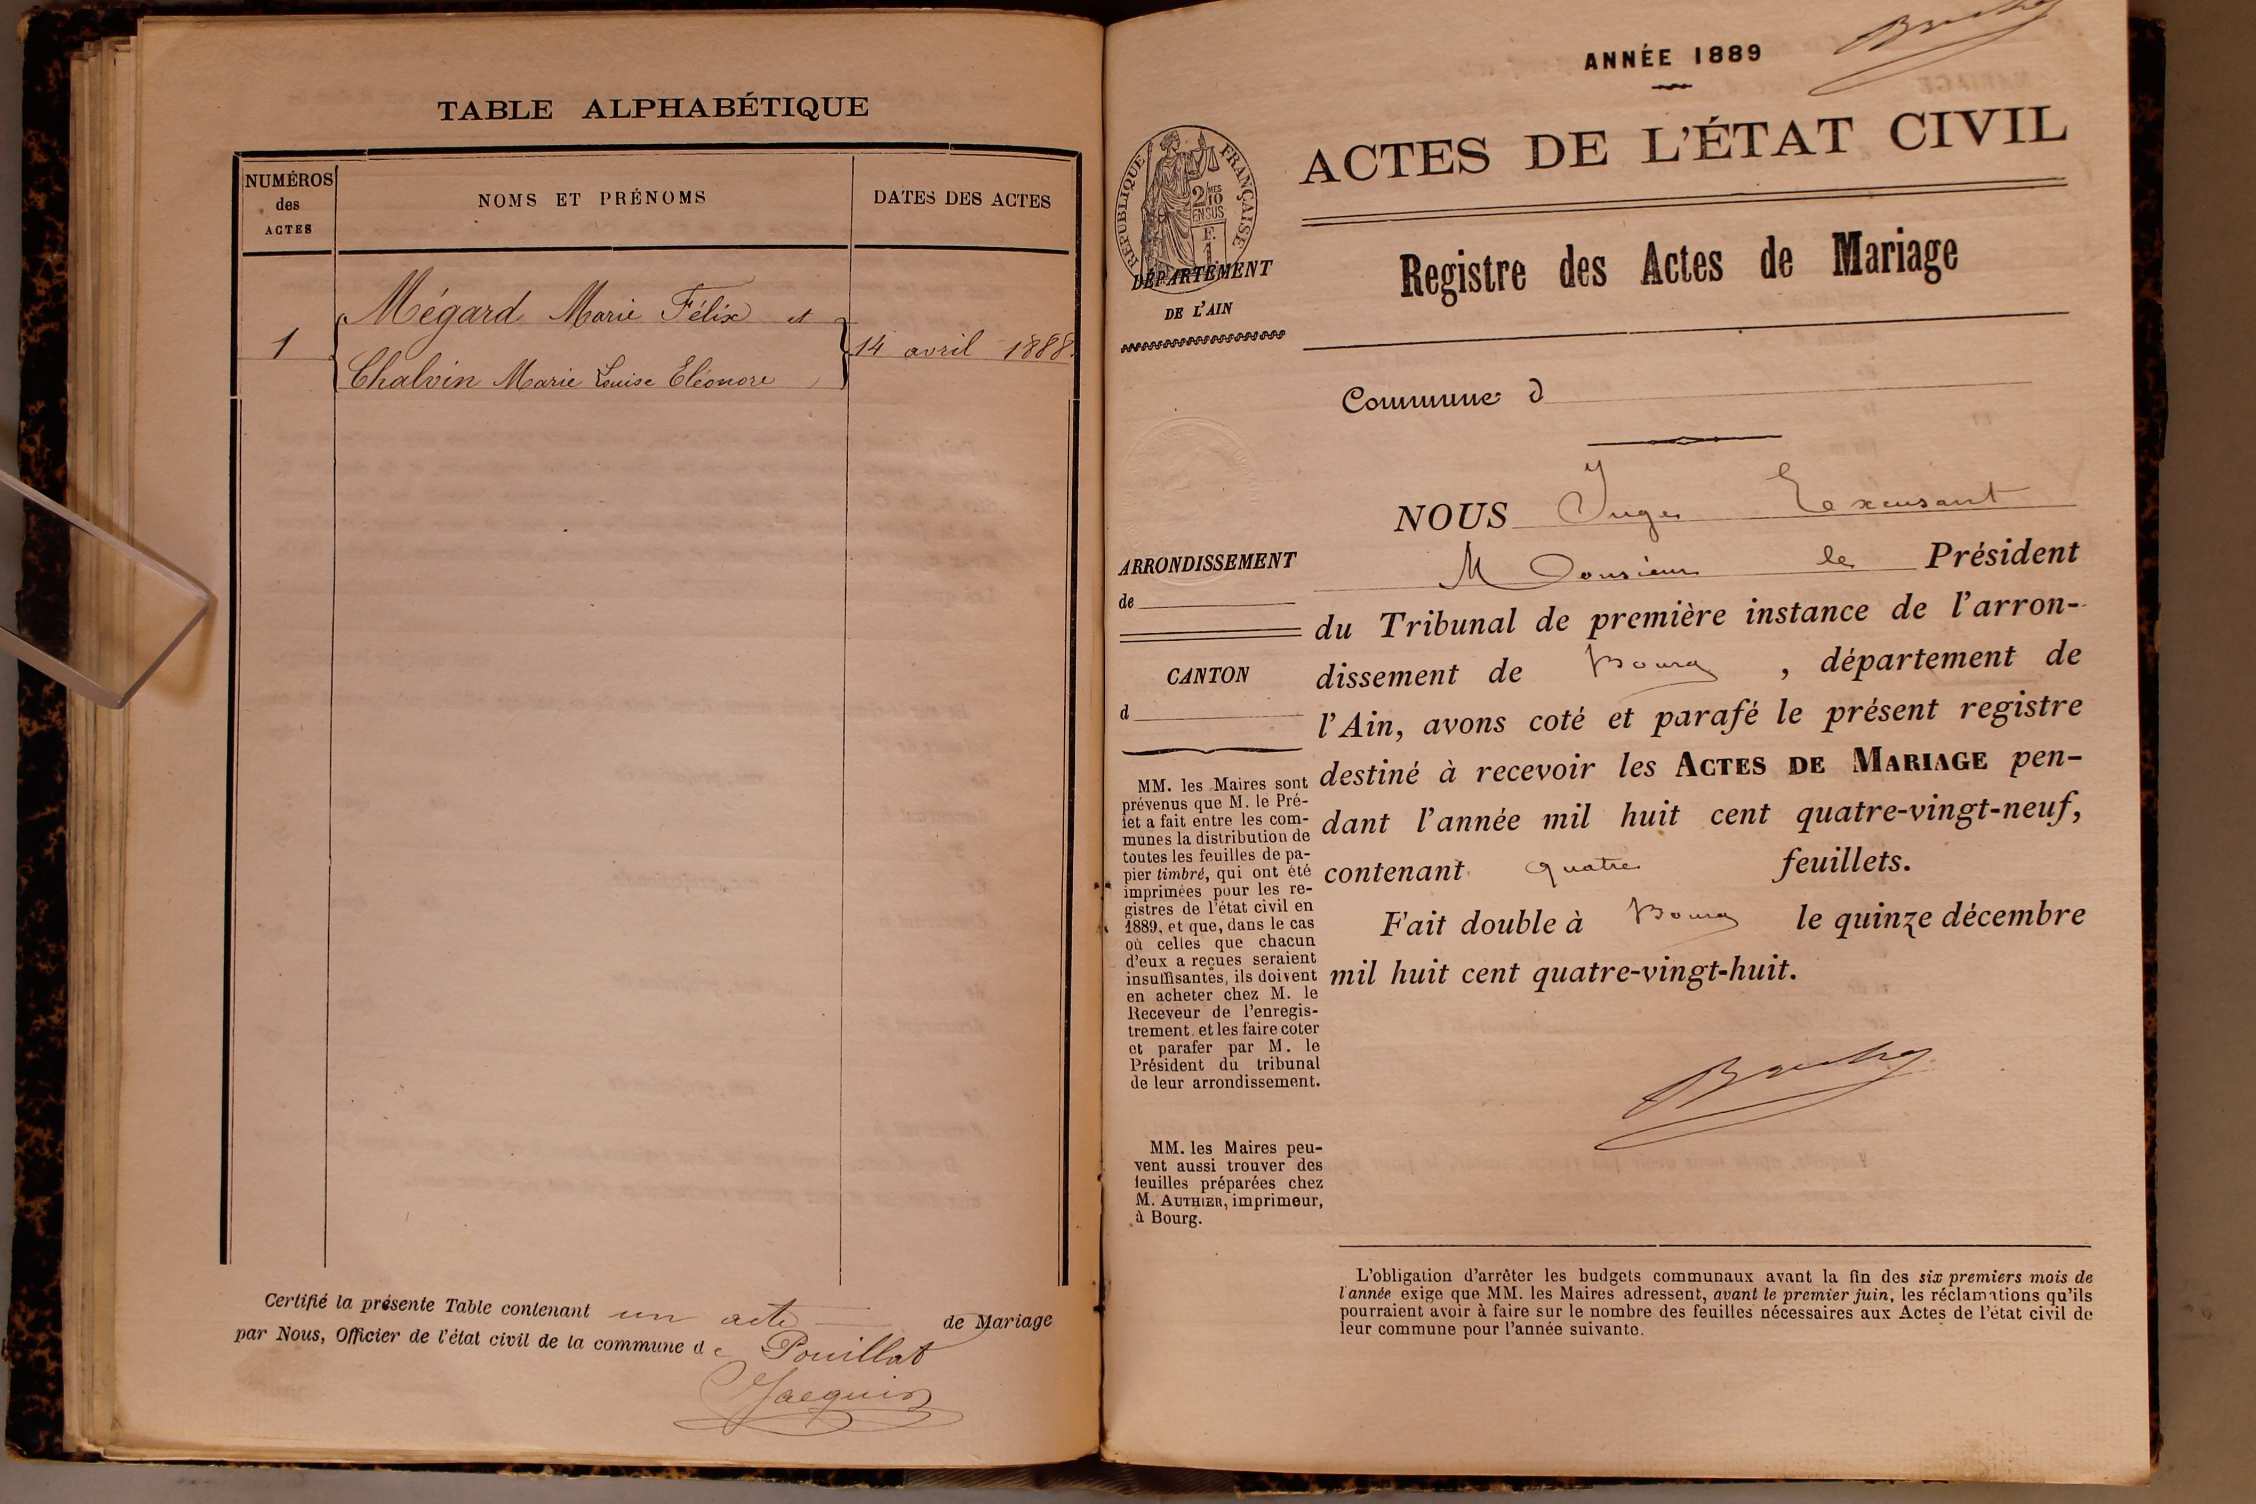 TABLE ALPHABÉTIQUE
NUMÉROS
des
ACTES
NOMS ET PRÉNOMS
DATES DES ACTES
Mégard Marie Félix et
1
14 avril 1888
Chalvin Marie Louise Eléonore
Certifié la présente Table contenant un acte de Mariage
par Nous, Officier de l'état civil de la commune de Pouillat
Jacquin
ANNÉE 1889
ACTES DE L'ÉTAT CIVIL
RÉPUBLIQUE FRANÇAISE
2/10 MES
EN SUS
F.
1
DÉPARTEMENT
DE L'AIN
Registre des Actes de Mariage
Commune d
NOUS Juge Excusant
Monsieur le Président
du Tribunal de première instance de l'arron-
dissement de Bourg, département de
l'Ain, avons coté et parafé le présent registre
destiné à recevoir les ACTES DE MARIAGE pen-
dant l'année mil huit cent quatre-vingt-neuf,
contenant quatre feuillets.
Fait double à Bourg le quinze décembre
mil huit cent quatre-vingt-huit.
ARRONDISSEMENT
de
CANTON
d
MM. les Maires sont
prévenus que M. le Pré-
fet a fait entre les com-
munes la distribution de
toutes les feuilles de pa-
pier timbré, qui ont été
imprimées pour les re-
gistres de l'état civil en
1889, et que, dans le cas
où celles que chacun
d'eux a reçues seraient
insuffisantes, ils doivent
en acheter chez M. le
Receveur de l'enregis-
trement et les faire coter
et parafer par M. le
Président du tribunal
de leur arrondissement.
MM. les Maires peu-
vent aussi trouver des
feuilles préparées chez
M. AUTHIER, imprimeur,
à Bourg.
L'obligation d'arrêter les budgets communaux avant la fin des six premiers mois de
l'année exige que MM. les Maires adressent, avant le premier juin, les réclamations qu'ils
pourraient avoir à faire sur le nombre des feuilles nécessaires aux Actes de l'état civil de
leur commune pour l'année suivante.